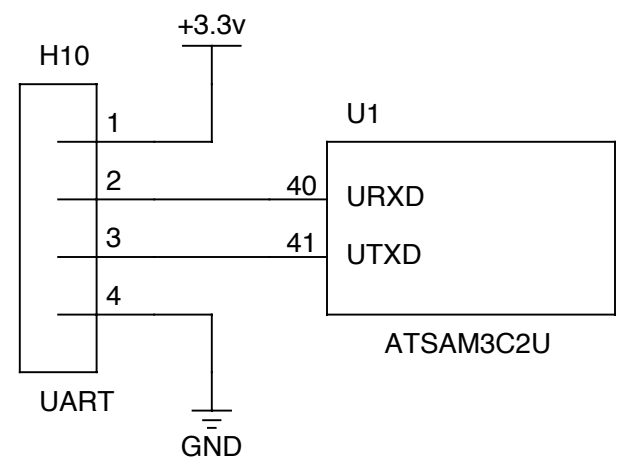 +3.3v
H10
1
2
3
4
UART
GND
U1
40
URXD
41
UTXD
ATSAM3C2U